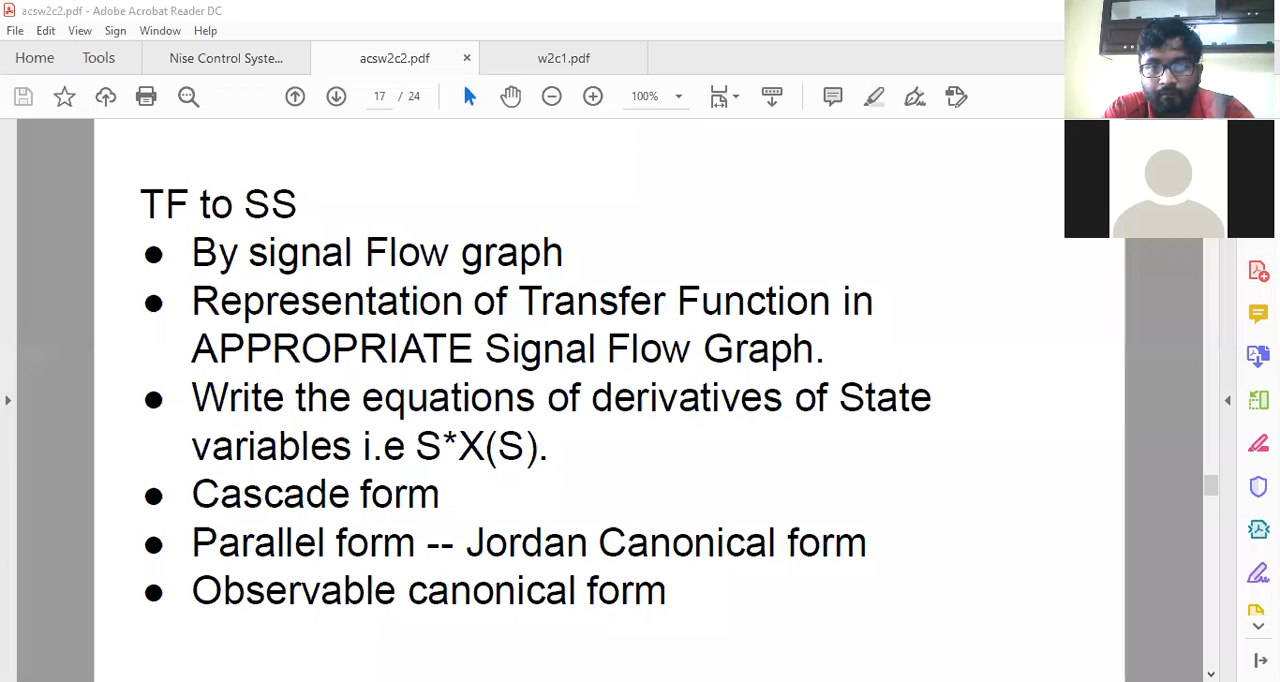 acsw2c2.pdf - Adobe Acrobat Reader DC
File Edit View Sign Window Help
Home Tools Nise Control Syste... acsw2c2.pdf × w2c1.pdf
17 / 24 100%
TF to SS
● By signal Flow graph
● Representation of Transfer Function in
APPROPRIATE Signal Flow Graph.
● Write the equations of derivatives of State
variables i.e S*X(S).
● Cascade form
● Parallel form -- Jordan Canonical form
● Observable canonical form